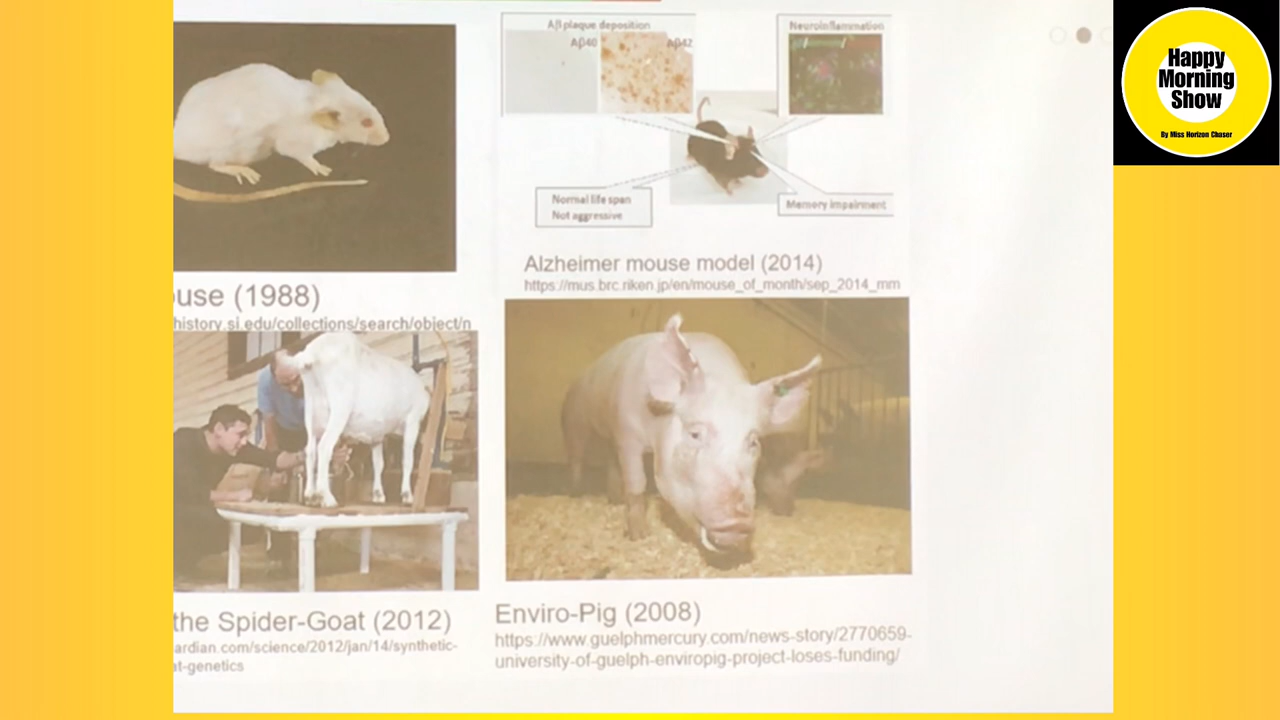 Happy
Morning
Show
By Miss Horizon Chaser
Aβ plaque deposition
Aβ40
Aβ42
Neuroinflammation
Normal life span
Not aggressive
Memory impairment
ouse (1988)
history.si.edu/collections/search/object/n
Alzheimer mouse model (2014)
https://mus.brc.riken.jp/en/mouse_of_month/sep_2014_mm
the Spider-Goat (2012)
ardian.com/science/2012/jan/14/synthetic-
at-genetics
Enviro-Pig (2008)
https://www.guelphmercury.com/news-story/2770659-
university-of-guelph-enviropig-project-loses-funding/